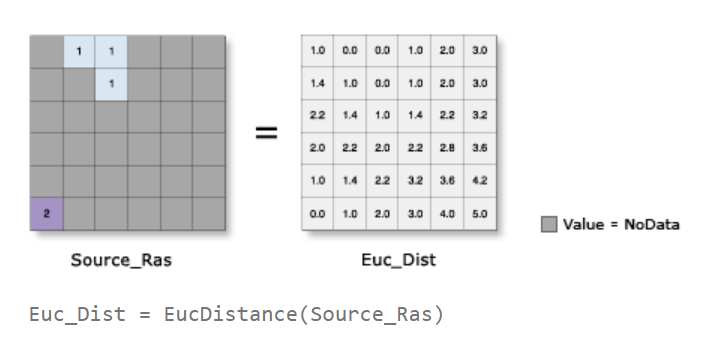 1 1 1.0 0.0 0.0 1.0 2.0 3.0
1 1.4 1.0 0.0 1.0 2.0 3.0
2.2 1.4 1.0 1.4 2.2 3.2
=
2.0 2.2 2.0 2.2 2.8 3.6
1.0 1.4 2.2 3.2 3.6 4.2
2 0.0 1.0 2.0 3.0 4.0 5.0
Value = NoData
Source_Ras Euc_Dist
Euc_Dist = EucDistance(Source_Ras)